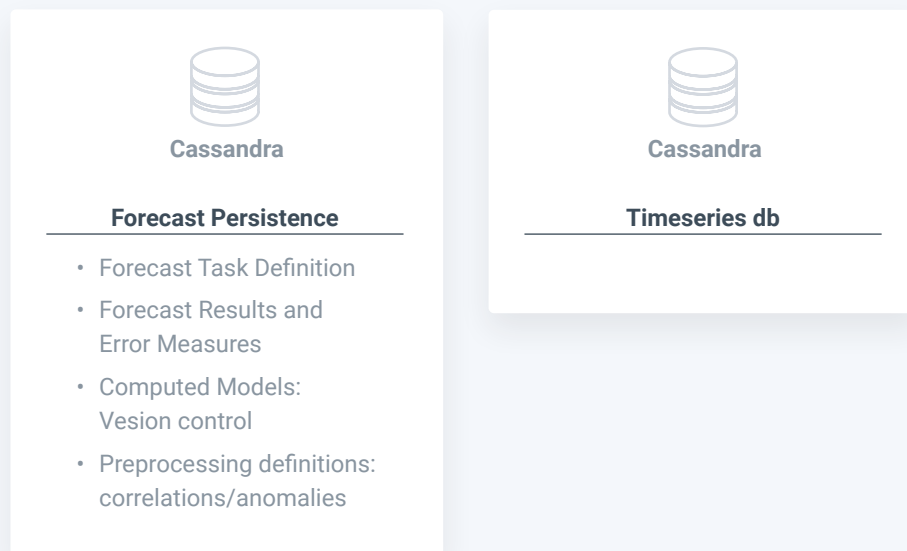 Cassandra
Forecast Persistence
• Forecast Task Definition
• Forecast Results and
Error Measures
• Computed Models:
Vesion control
• Preprocessing definitions:
correlations/anomalies
Cassandra
Timeseries db